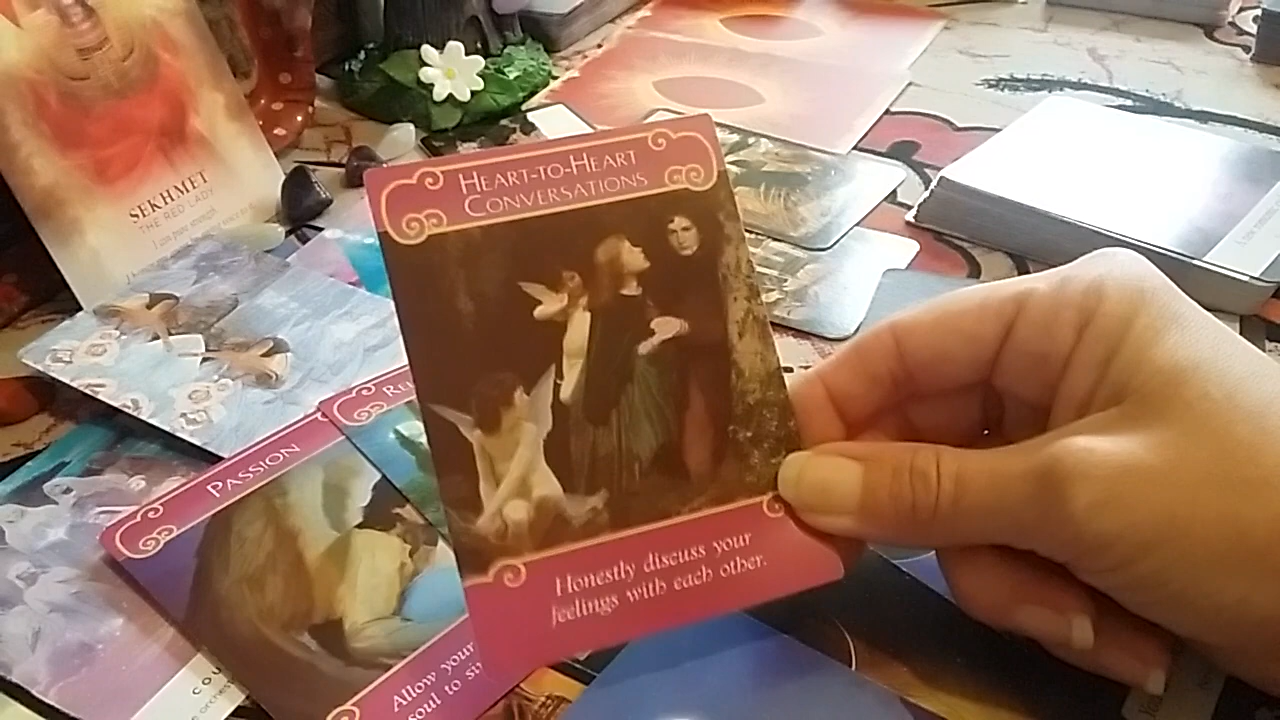 SEKHMET
THE RED LADY
HEART-TO-HEART
CONVERSATIONS
Honestly discuss your
feelings with each other.
PASSION
Allow your
soul to